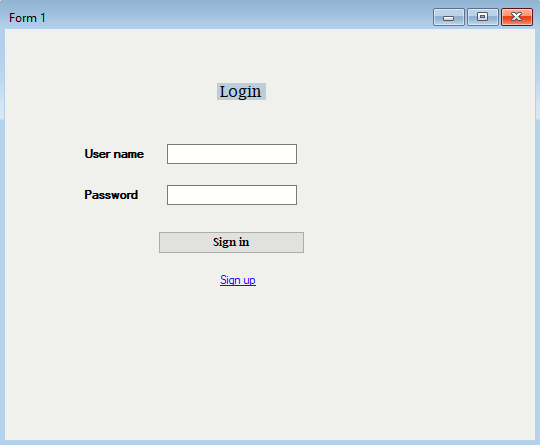 Form 1
Login
User name
Password
Sign in
Sign up